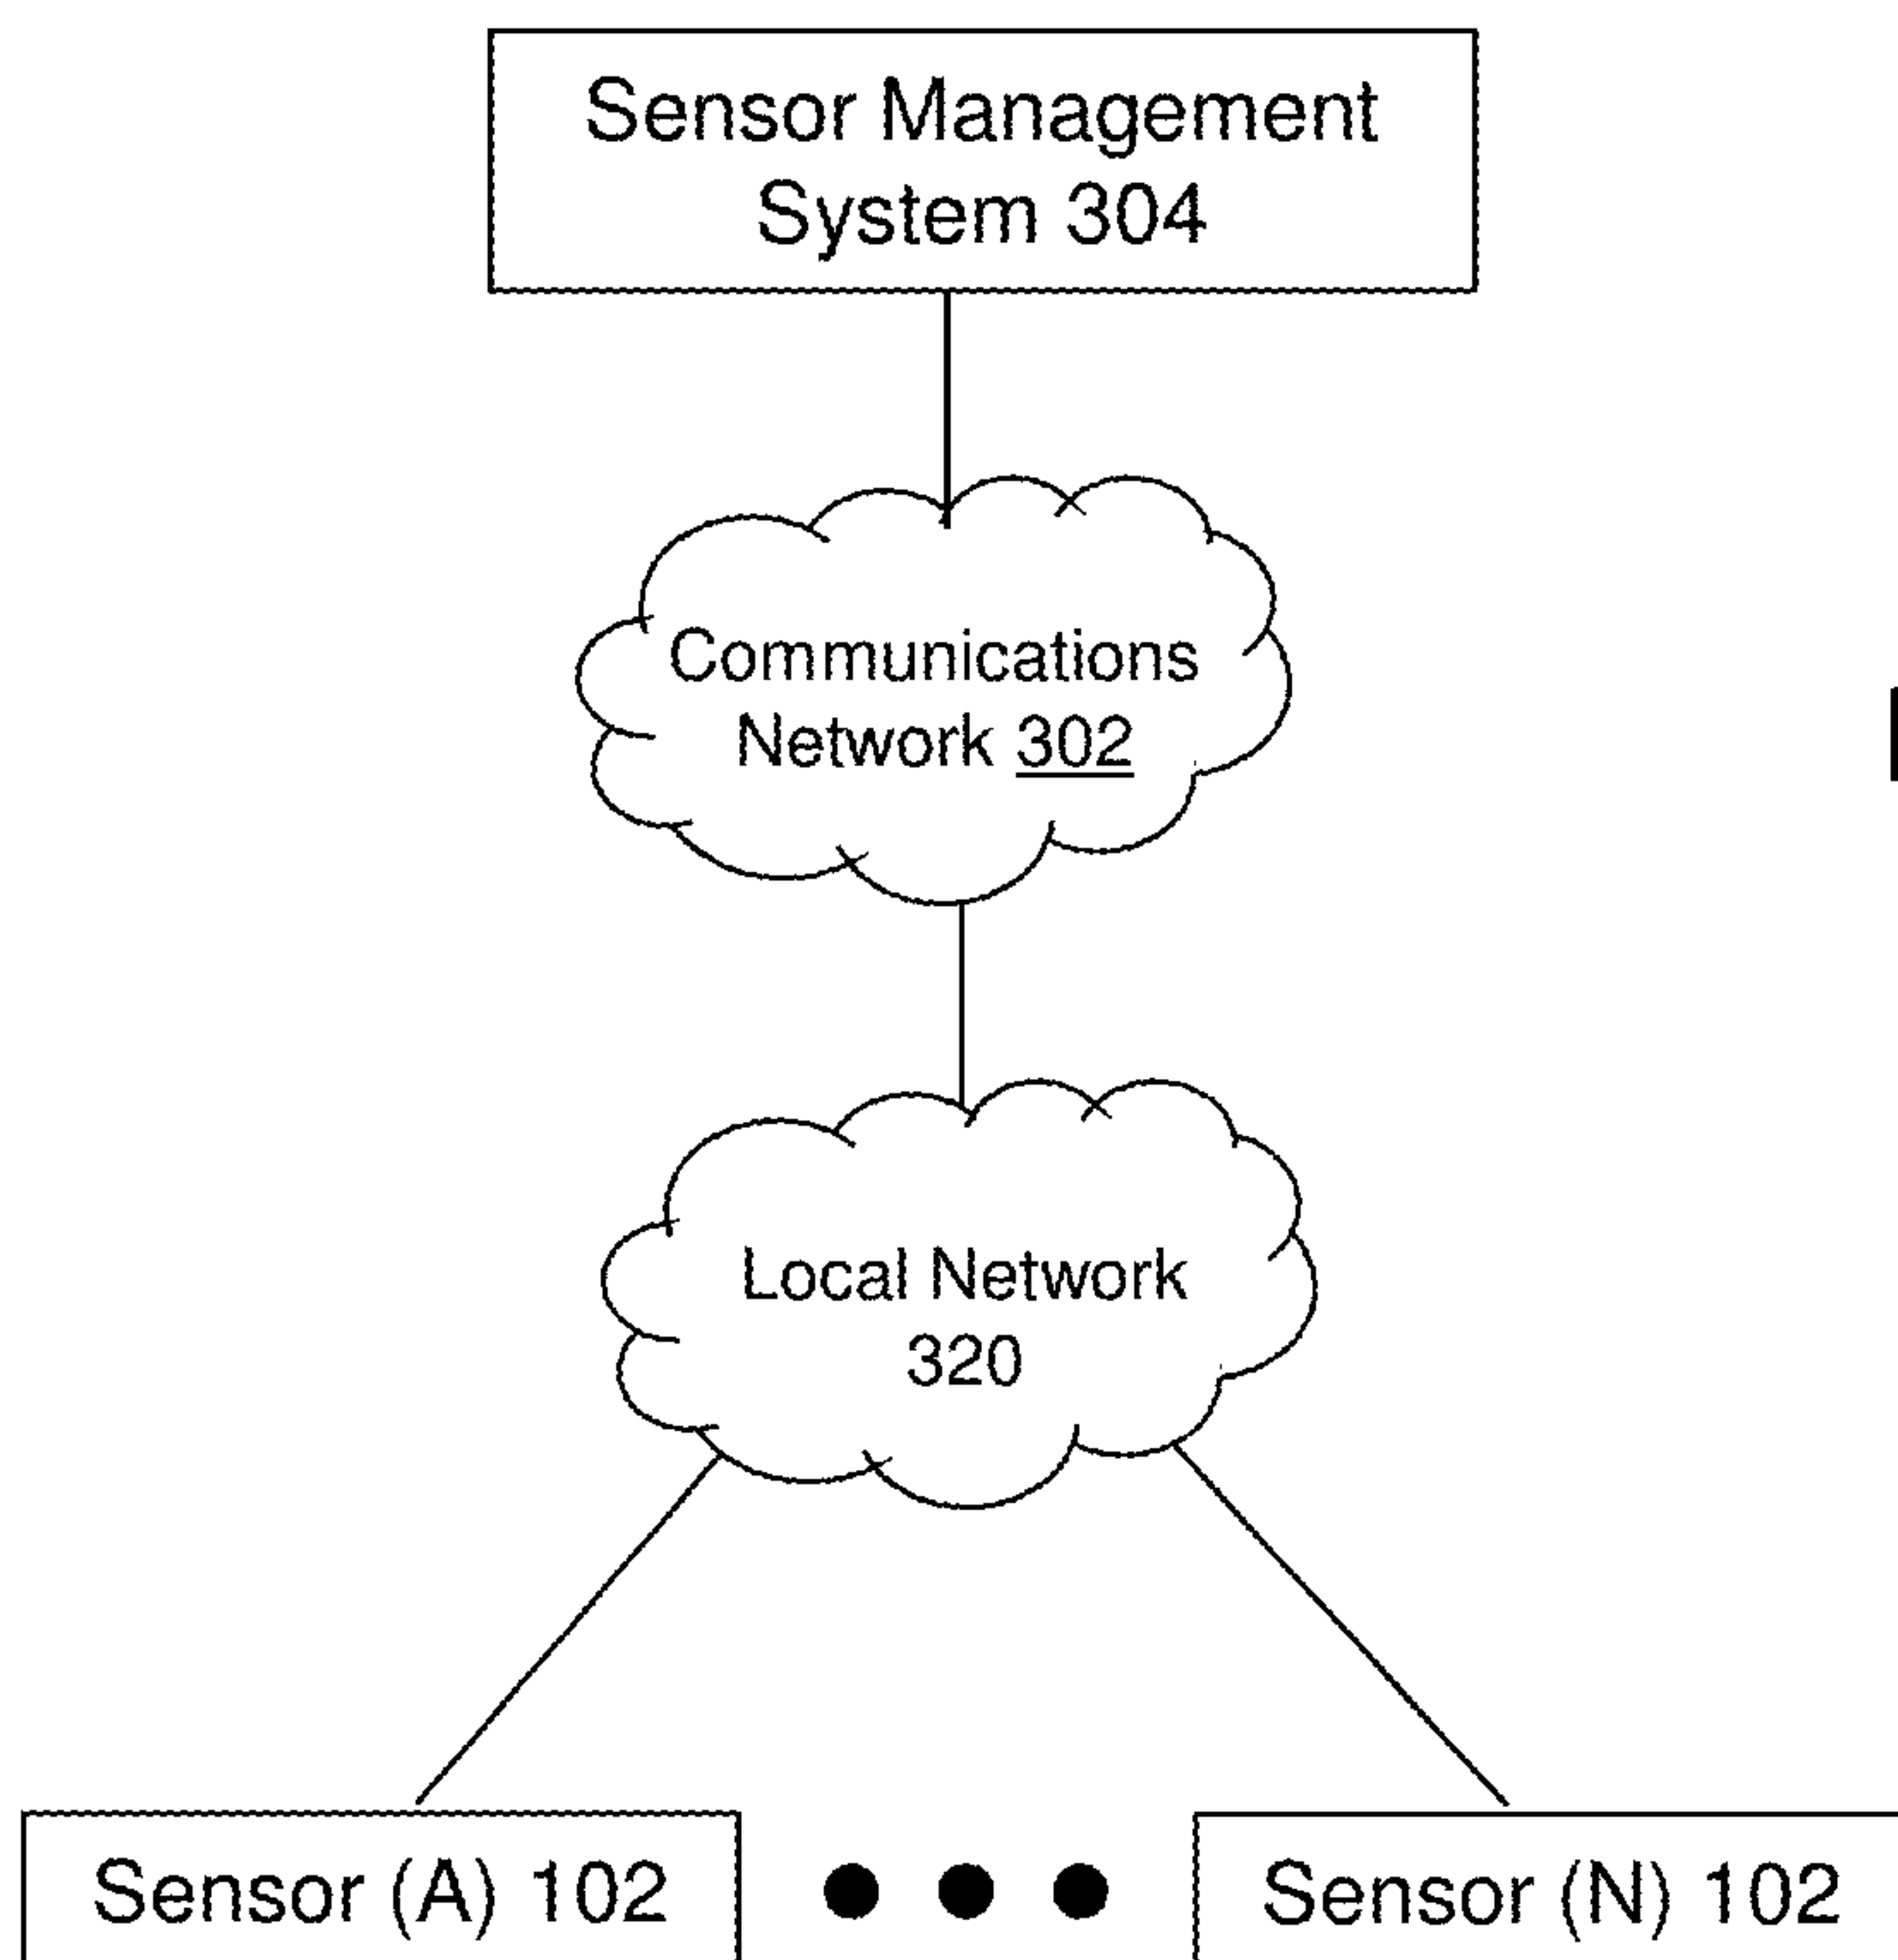 Sensor Management
System 304
Communications
Network 302
Local Network
320
Sensor (A) 102
Sensor (N) 102